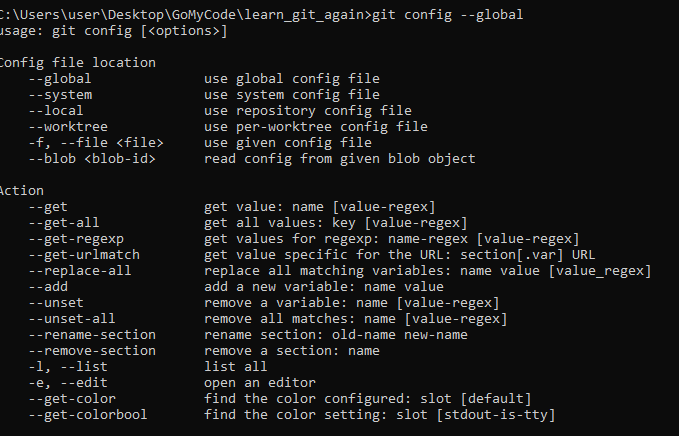 C:\Users\user\Desktop\GoMyCode\learn_git_again>git config --global
usage: git config [<options>]
Config file location
--global use global config file
--system use system config file
--local use repository config file
--worktree use per-worktree config file
-f, --file <file> use given config file
--blob <blob-id> read config from given blob object
Action
--get get value: name [value-regex]
--get-all get all values: key [value-regex]
--get-regexp get values for regexp: name-regex [value-regex]
--get-urlmatch get value specific for the URL: section[.var] URL
--replace-all replace all matching variables: name value [value_regex]
--add add a new variable: name value
--unset remove a variable: name [value-regex]
--unset-all remove all matches: name [value-regex]
--rename-section rename section: old-name new-name
--remove-section remove a section: name
-l, --list list all
-e, --edit open an editor
--get-color find the color configured: slot [default]
--get-colorbool find the color setting: slot [stdout-is-tty]